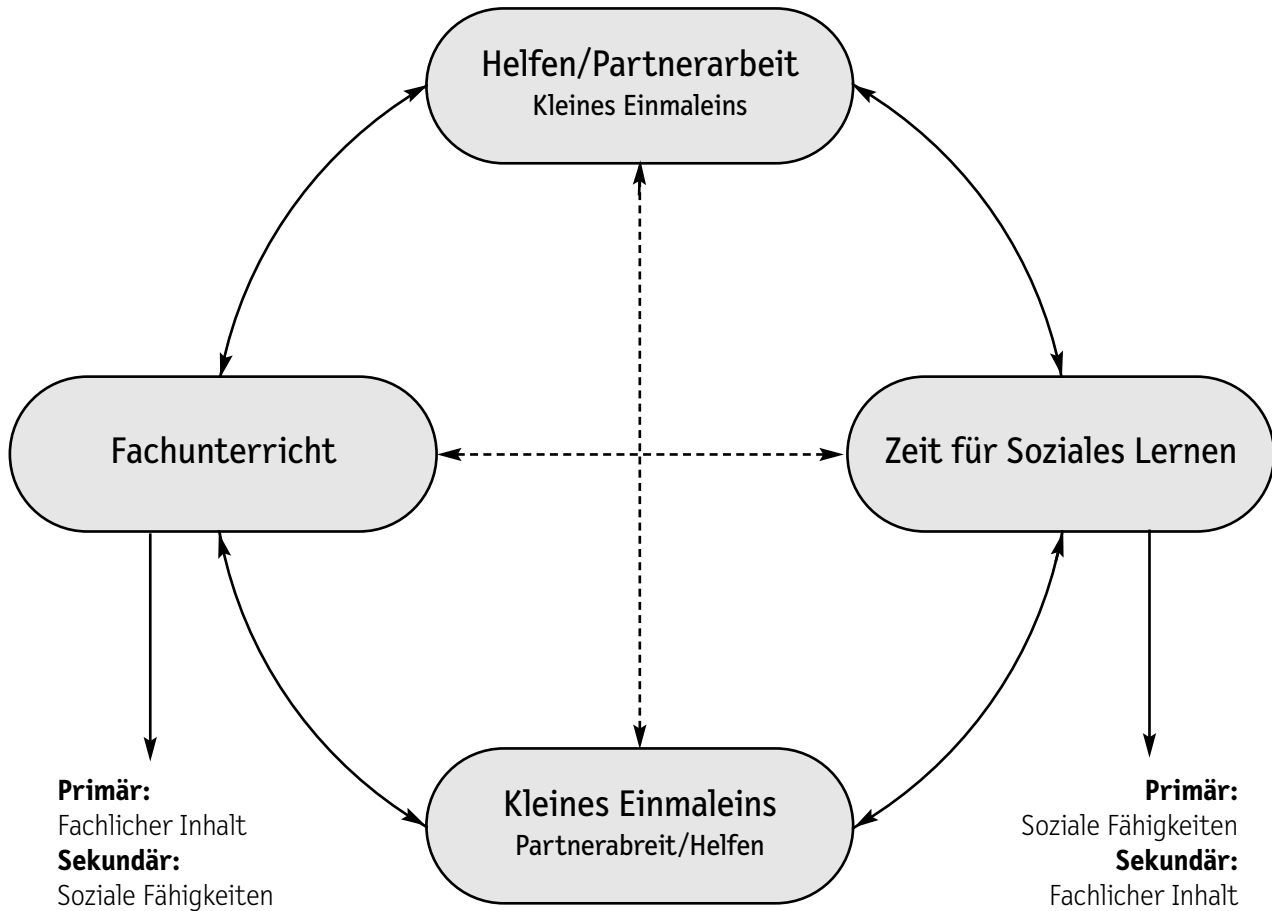 Helfen/Partnerarbeit
Kleines Einmaleins
Fachunterricht
Zeit für Soziales Lernen
Kleines Einmaleins
Partnerabreit/Helfen
Primär:
Fachlicher Inhalt
Sekundär:
Soziale Fähigkeiten
Primär:
Soziale Fähigkeiten
Sekundär:
Fachlicher Inhalt